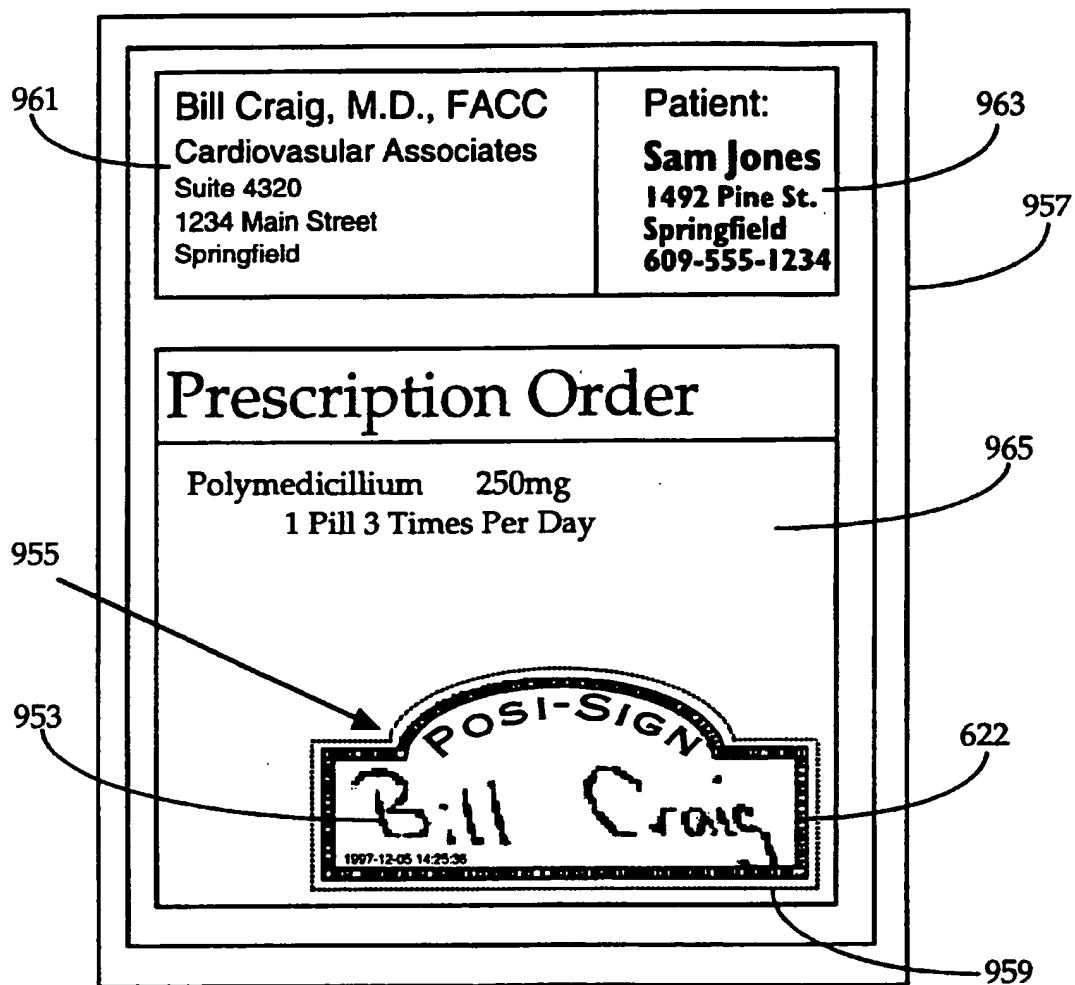 961
Bill Craig, M.D., FACC
Cardiovasular Associates
Suite 4320
1234 Main Street
Springfield
Patient:
Sam Jones
1492 Pine St.
Springfield
609-555-1234
963
957
Prescription Order
Polymedicillium 250mg
1 Pill 3 Times Per Day
965
955
953
POSI-SIGN
Bill Craig
1997-12-05 14:25:36
622
959